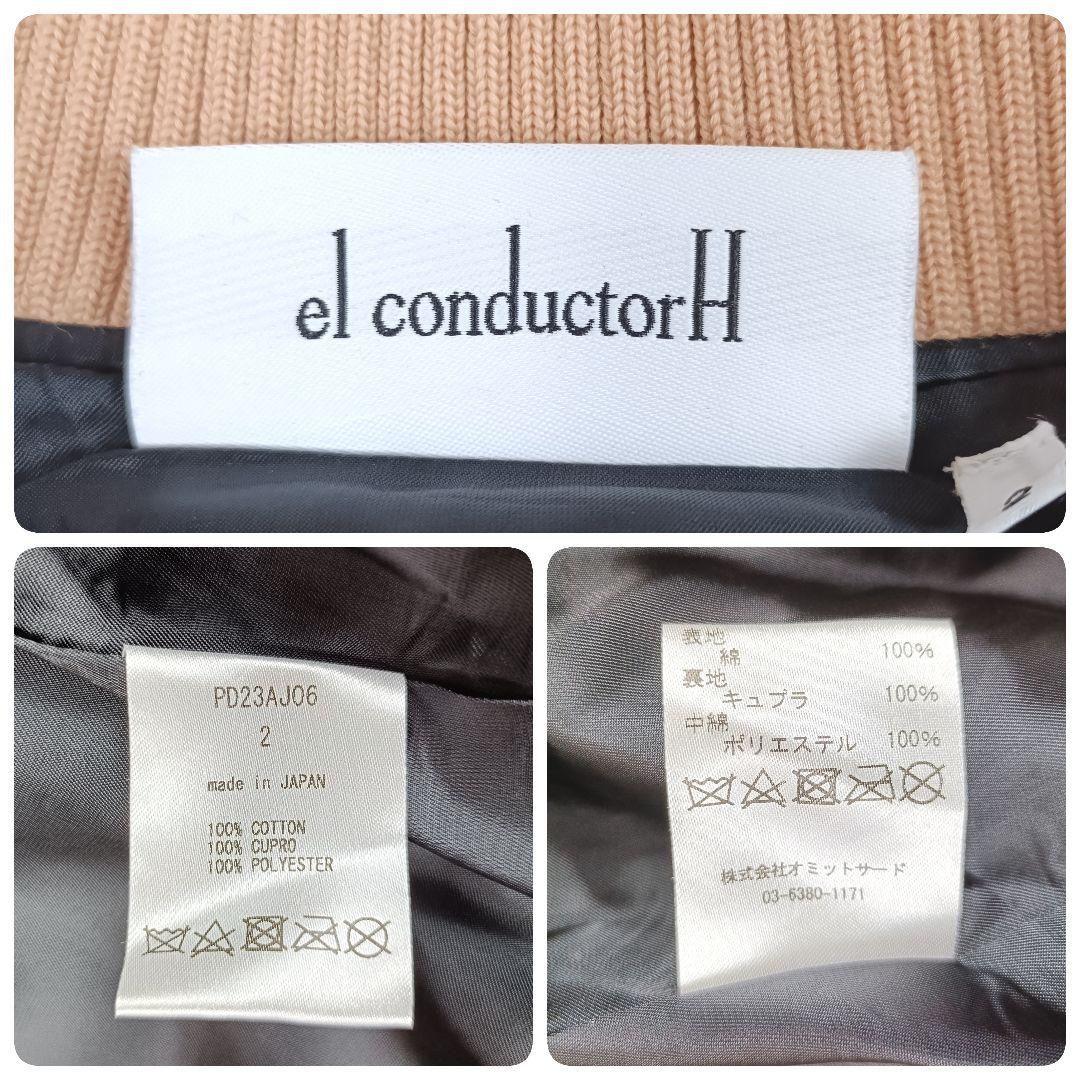 el conductorH
2
PD23AJ06
2
made in JAPAN
100% COTTON
100% CUPRO
100% POLYESTER
表地
綿 100%
裏地
キュプラ 100%
中綿
ポリエステル 100%
株式会社オミットサード
03-6380-1171